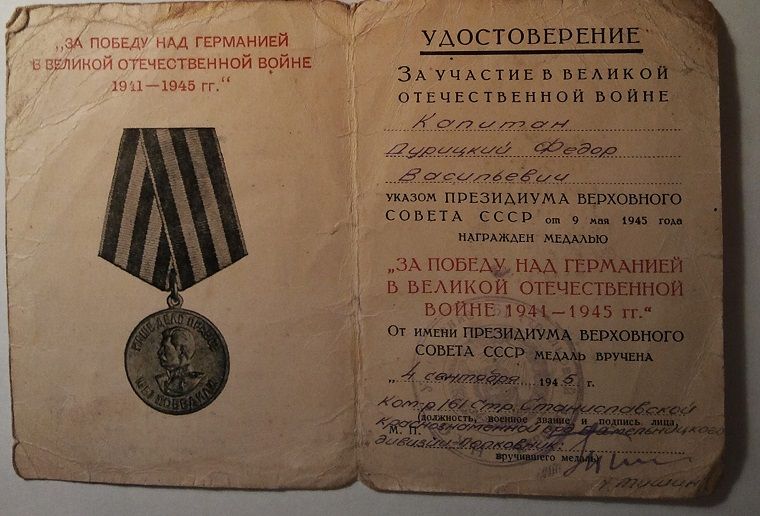 „ЗА ПОБЕДУ НАД ГЕРМАНИЕЙ
В ВЕЛИКОЙ ОТЕЧЕСТВЕННОЙ ВОЙНЕ
1941—1945 гг.“
НАШЕ ДЕЛО ПРАВОЕ
МЫ ПОБЕДИЛИ
УДОСТОВЕРЕНИЕ
ЗА УЧАСТИЕ В ВЕЛИКОЙ
ОТЕЧЕСТВЕННОЙ ВОЙНЕ
Капитан
Дурицкий Федор
Васильевич
УКАЗОМ ПРЕЗИДИУМА ВЕРХОВНОГО
СОВЕТА СССР от 9 мая 1945 года
НАГРАЖДЕН МЕДАЛЬЮ
„ЗА ПОБЕДУ НАД ГЕРМАНИЕЙ
В ВЕЛИКОЙ ОТЕЧЕСТВЕННОЙ
ВОЙНЕ 1941—1945 гг.“
От имени ПРЕЗИДИУМА ВЕРХОВНОГО
СОВЕТА СССР МЕДАЛЬ ВРУЧЕНА
„4 сентября 1945 г.
Ком-р 161 Стр. Станиславской
(должность, военное звание и подпись лица,
Краснознаменной
М. П.
дивизии-Полковник
вручившего медаль)